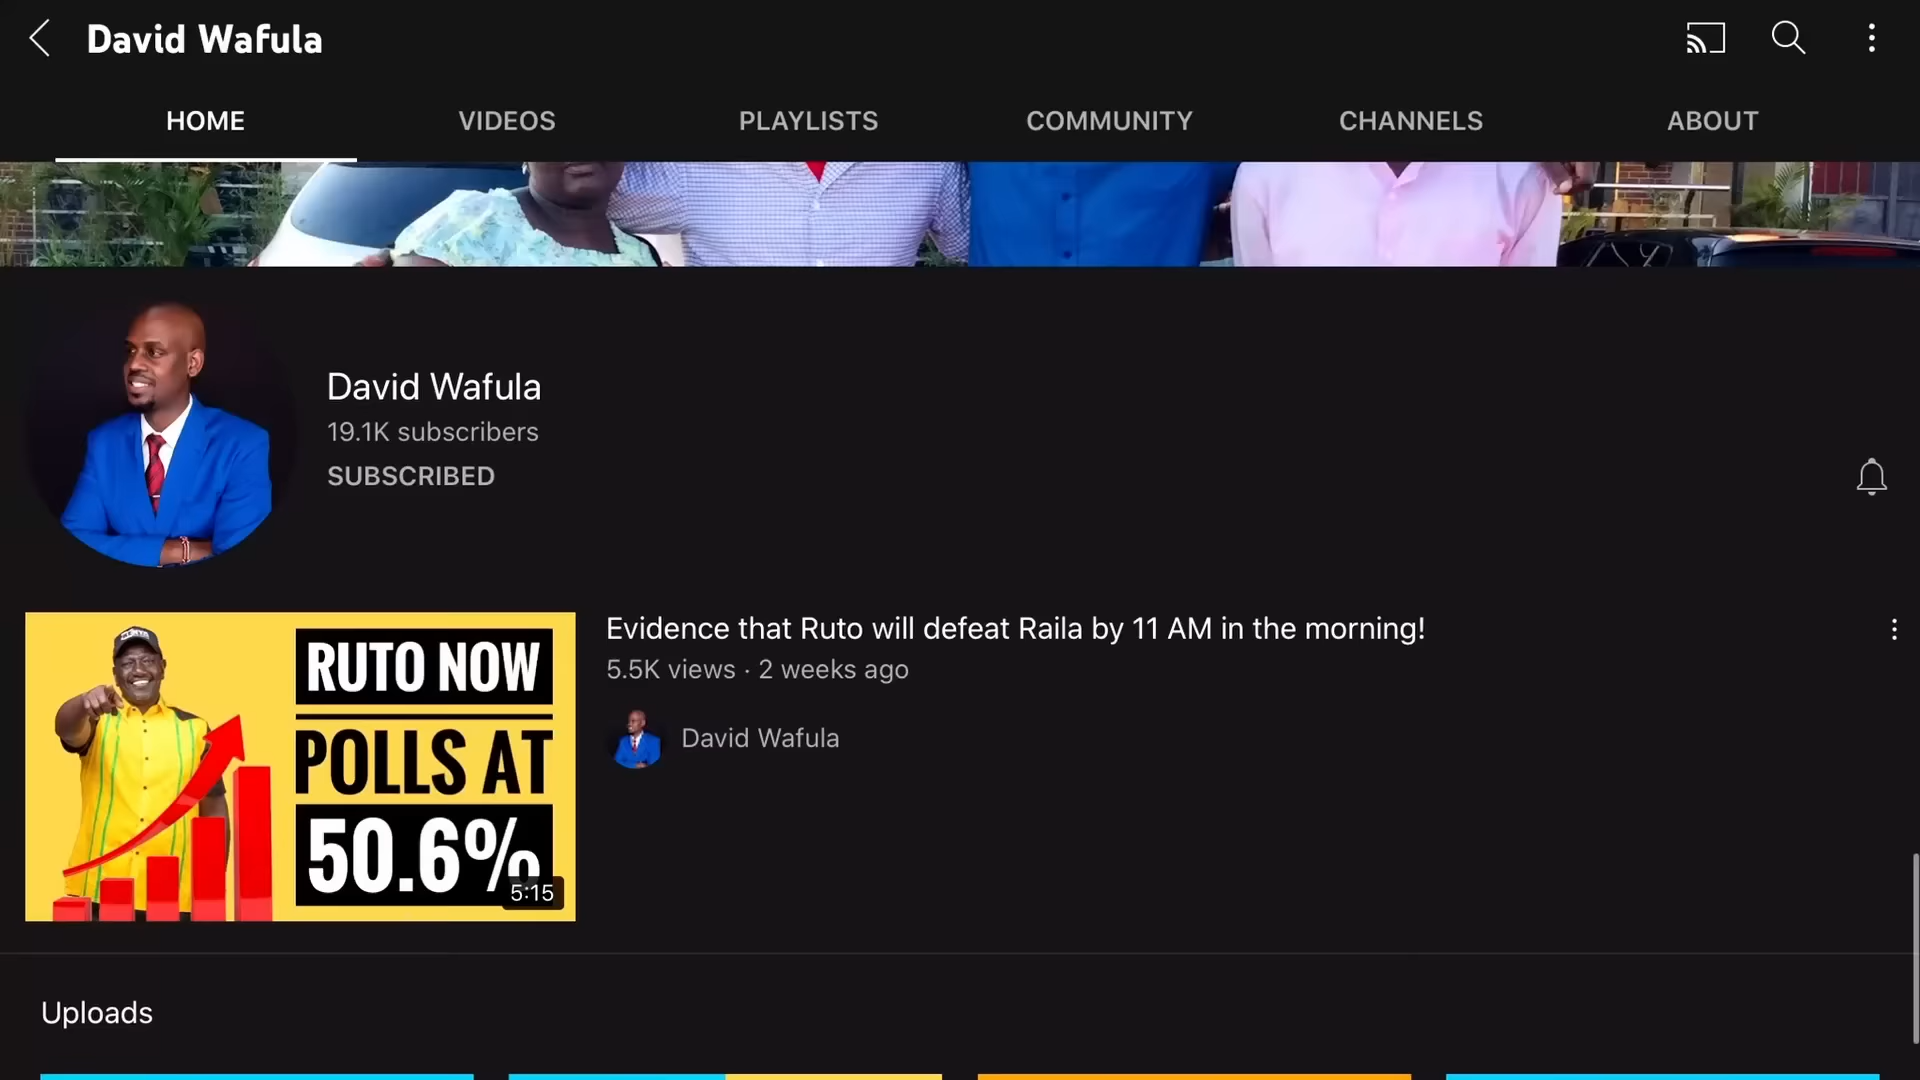 David Wafula
HOME
VIDEOS
PLAYLISTS
COMMUNITY
CHANNELS
ABOUT
David Wafula
19.1K subscribers
SUBSCRIBED
RUTO NOW
POLLS AT
50.6%
5:15
Evidence that Ruto will defeat Raila by 11 AM in the morning!
5.5K views · 2 weeks ago
David Wafula
Uploads